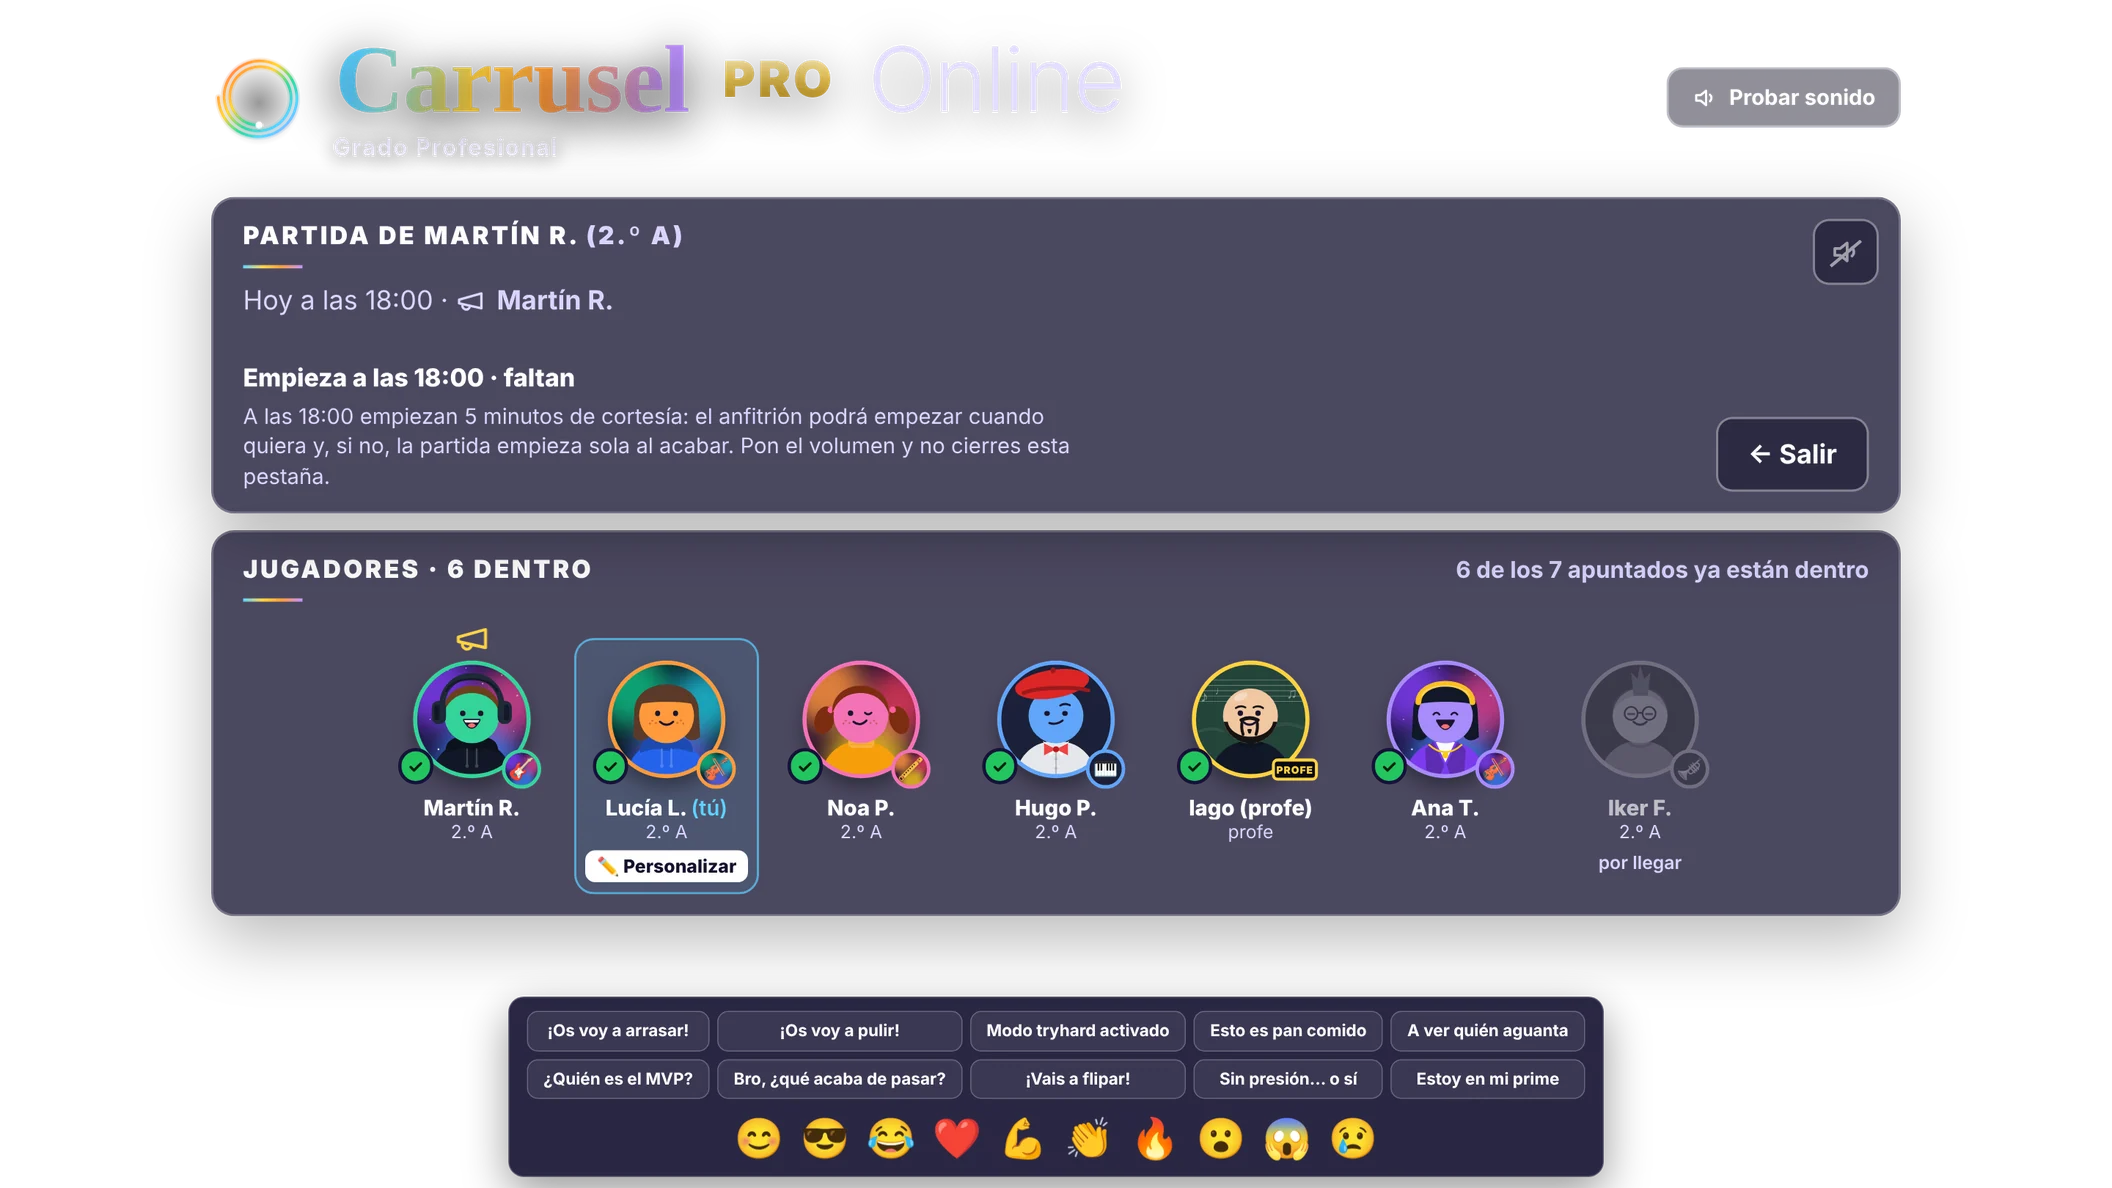 Carrusel PRO Online
Grado Profesional
Probar sonido
PARTIDA DE MARTÍN R. (2.º A)
Hoy a las 18:00 · Martín R.
Empieza a las 18:00 · faltan
A las 18:00 empiezan 5 minutos de cortesía: el anfitrión podrá empezar cuando
quiera y, si no, la partida empieza sola al acabar. Pon el volumen y no cierres esta
pestaña.
← Salir
JUGADORES · 6 DENTRO
6 de los 7 apuntados ya están dentro
PROFE
Martín R.
2.º A
Lucía L. (tú)
2.º A
Personalizar
Noa P.
2.º A
Hugo P.
2.º A
Iago (profe)
profe
Ana T.
2.º A
Iker F.
2.º A
por llegar
¡Os voy a arrasar!
¡Os voy a pulir!
Modo tryhard activado
Esto es pan comido
A ver quién aguanta
¿Quién es el MVP?
Bro, ¿qué acaba de pasar?
¡Vais a flipar!
Sin presión... o sí
Estoy en mi prime